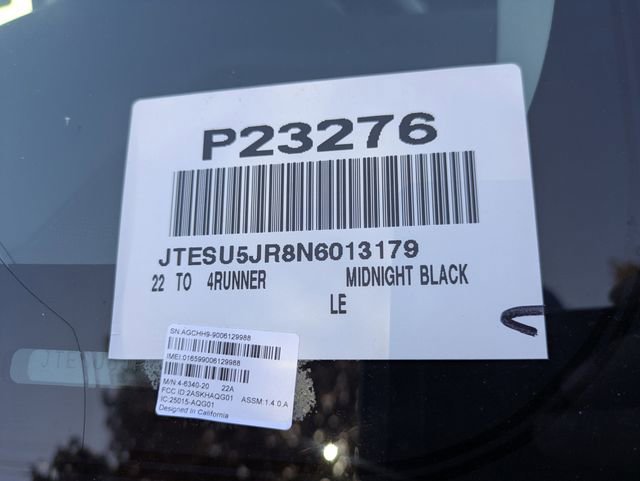 P23276
JTESU5JR8N6013179
22 TO 4RUNNER MIDNIGHT BLACK
LE
SN:AGCHH9-9006129988
IMEI:016599006129988
M/N:4-6340-20 22A
FCC ID:2ASKHAQG01 ASSM:1.4.0.A
IC:25015-AQG01
Designed in California
JTESU5J